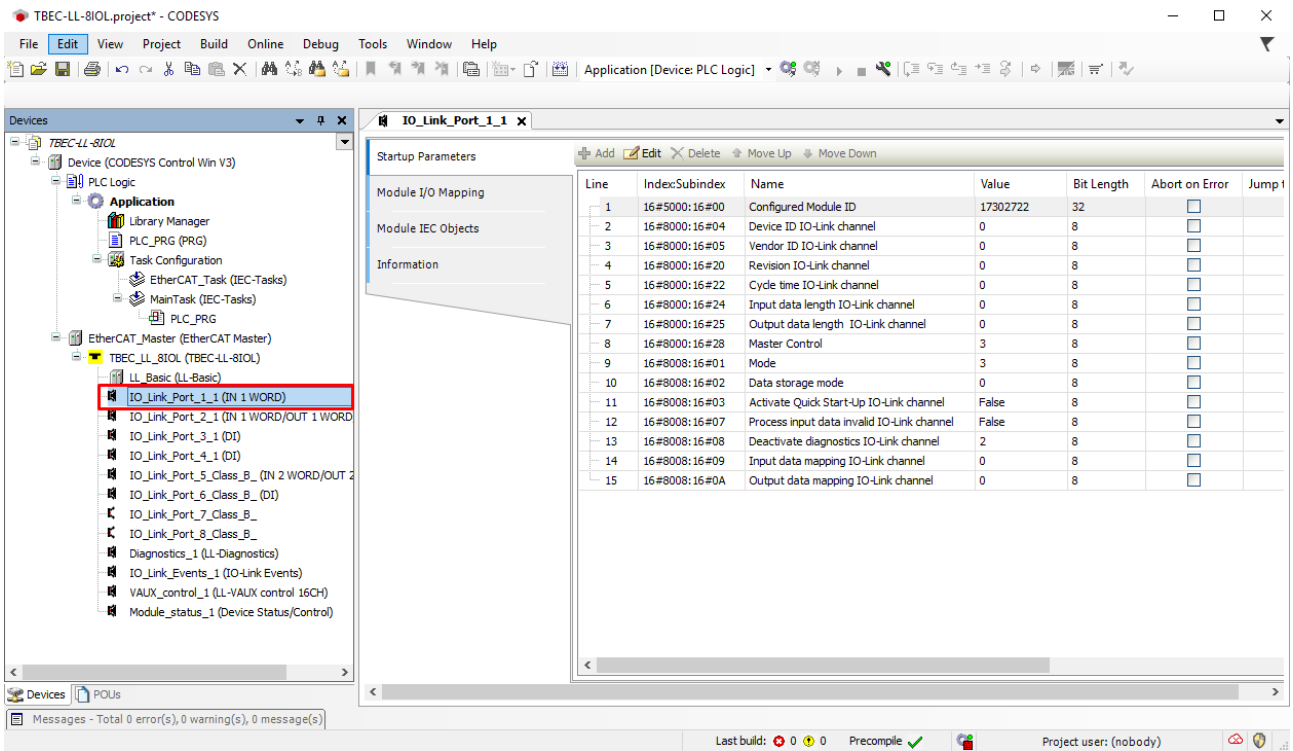 TBEC-LL-8IOL.project* - CODESYS
File Edit View Project Build Online Debug Tools Window Help
Application [Device: PLC Logic]
Devices
TBEC-LL-8IOL
Device (CODESYS Control Win V3)
PLC Logic
Application
Library Manager
PLC_PRG (PRG)
Task Configuration
EtherCAT_Task (IEC-Tasks)
MainTask (IEC-Tasks)
PLC_PRG
EtherCAT_Master (EtherCAT Master)
TBEC_LL_8IOL (TBEC-LL-8IOL)
LL_Basic (LL-Basic)
IO_Link_Port_1_1 (IN 1 WORD)
IO_Link_Port_2_1 (IN 1 WORD/OUT 1 WORD
IO_Link_Port_3_1 (DI)
IO_Link_Port_4_1 (DI)
IO_Link_Port_5_Class_B_ (IN 2 WORD/OUT 2
IO_Link_Port_6_Class_B_ (DI)
IO_Link_Port_7_Class_B_
IO_Link_Port_8_Class_B_
Diagnostics_1 (LL-Diagnostics)
IO_Link_Events_1 (IO-Link Events)
VAUX_control_1 (LL-VAUX control 16CH)
Module_status_1 (Device Status/Control)
Devices POUs
IO_Link_Port_1_1
Startup Parameters
Module I/O Mapping
Module IEC Objects
Information
Add Edit Delete Move Up Move Down
Line Index:Subindex Name Value Bit Length Abort on Error Jump t
1 16#5000:16#00 Configured Module ID 17302722 32
2 16#8000:16#04 Device ID IO-Link channel 0 8
3 16#8000:16#05 Vendor ID IO-Link channel 0 8
4 16#8000:16#20 Revision IO-Link channel 0 8
5 16#8000:16#22 Cycle time IO-Link channel 0 8
6 16#8000:16#24 Input data length IO-Link channel 0 8
7 16#8000:16#25 Output data length IO-Link channel 0 8
8 16#8000:16#28 Master Control 3 8
9 16#8008:16#01 Mode 3 8
10 16#8008:16#02 Data storage mode 0 8
11 16#8008:16#03 Activate Quick Start-Up IO-Link channel False 8
12 16#8008:16#07 Process input data invalid IO-Link channel False 8
13 16#8008:16#08 Deactivate diagnostics IO-Link channel 2 8
14 16#8008:16#09 Input data mapping IO-Link channel 0 8
15 16#8008:16#0A Output data mapping IO-Link channel 0 8
Messages - Total 0 error(s), 0 warning(s), 0 message(s)
Last build: 0 0 Precompile Project user: (nobody)